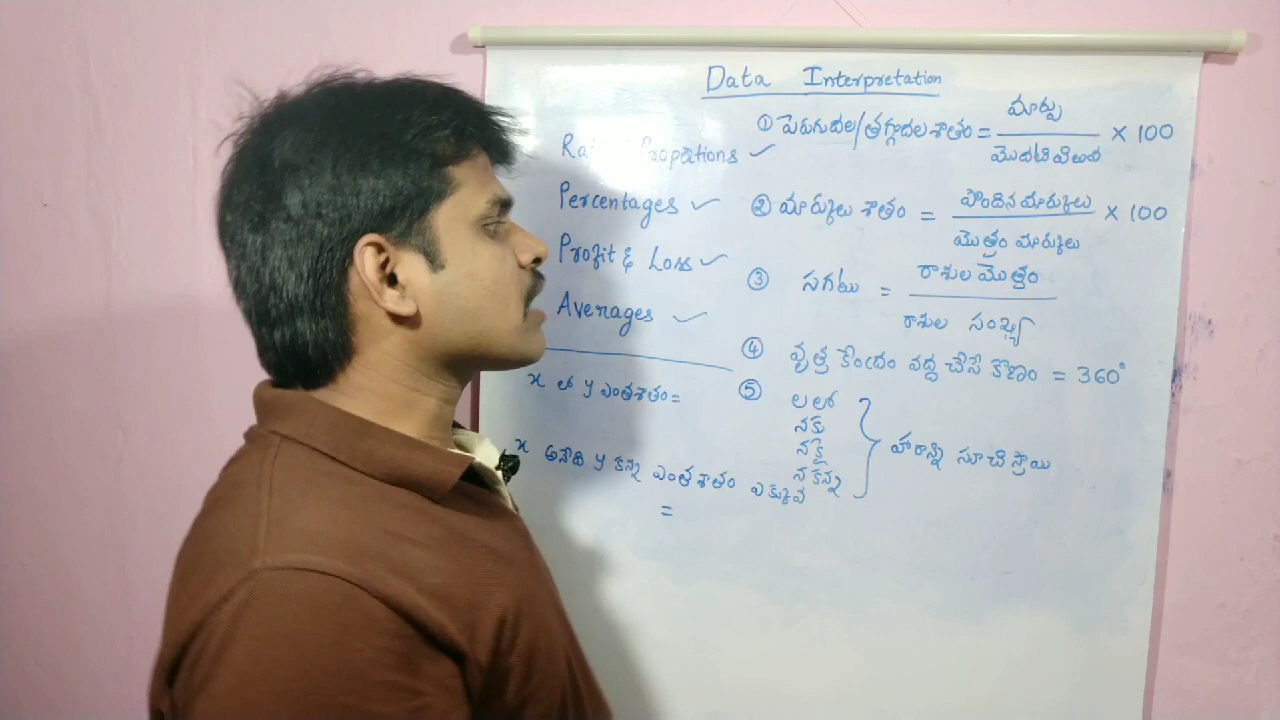 Data Interpretation
Proportions ✓
Percentages ✓
Profit & Loss ✓
Averages ✓
x లో y ఎంతశాతం =
x అనేది y కన్న ఎంతశాతం ఎక్కువ
=
① పెరుగుదల/తగ్గుదల శాతం = మార్పు / మొదటి విలువ × 100
② మార్కులు శాతం = పొందిన మార్కులు / మొత్తం మార్కులు × 100
③ సగటు = రాశుల మొత్తం / రాశుల సంఖ్య
④ వృత్త కేంద్రం వద్ద చేసే కోణం = 360°
⑤ లలో
నకు
నకై
నకన్న
} హారాన్ని సూచిస్తాయి